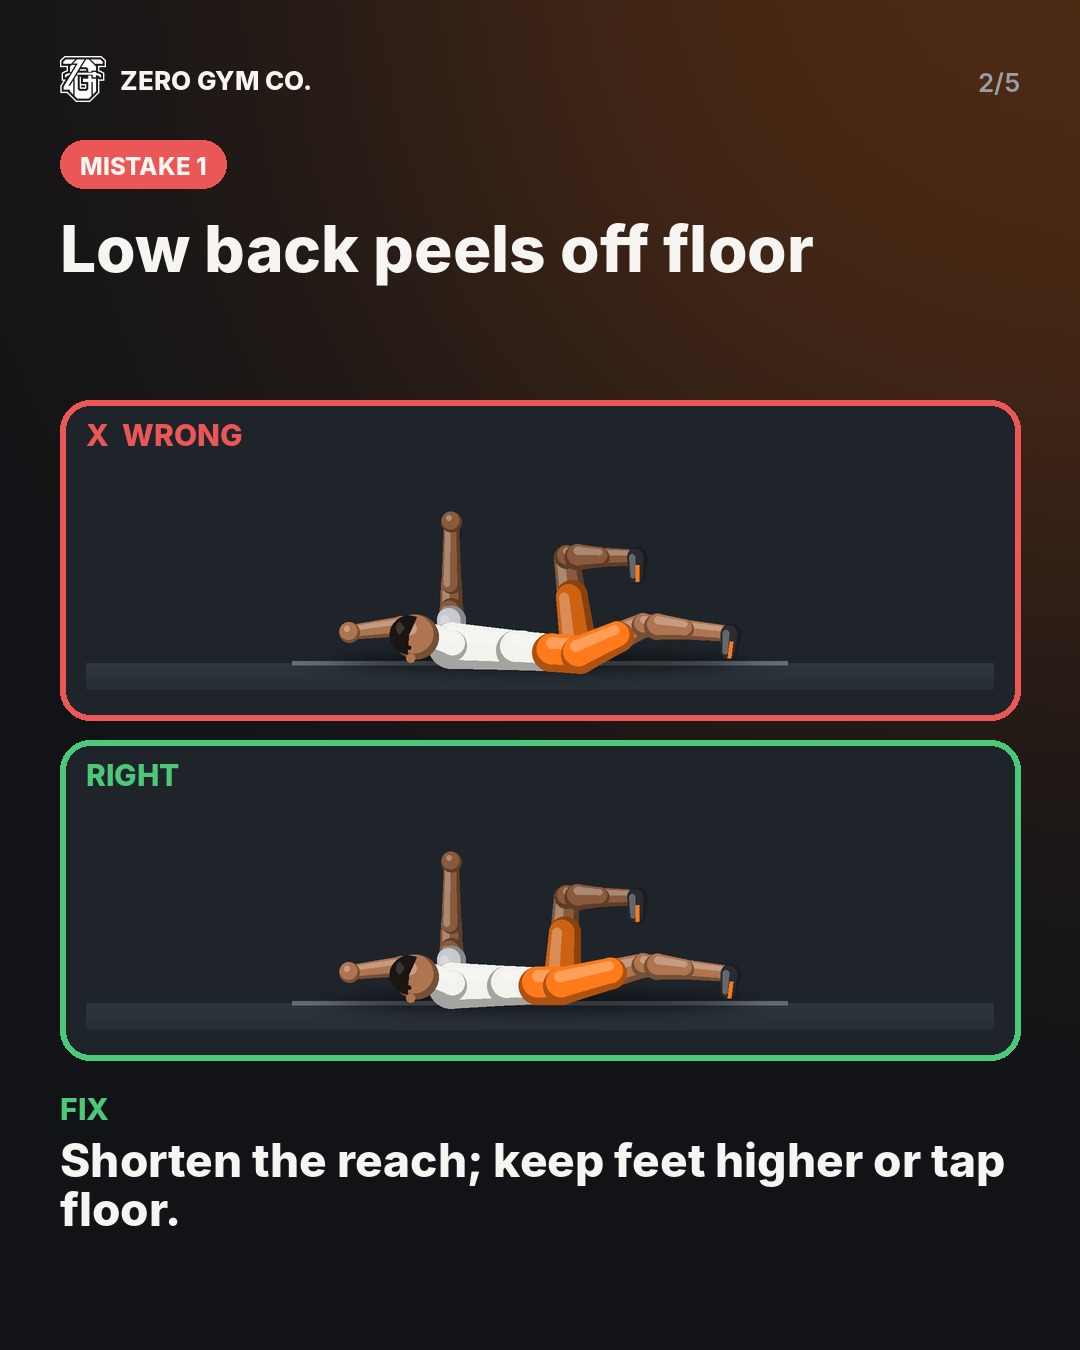 ZERO GYM CO.
2/5
MISTAKE 1
Low back peels off floor
X WRONG
RIGHT
FIX
Shorten the reach; keep feet higher or tap
floor.